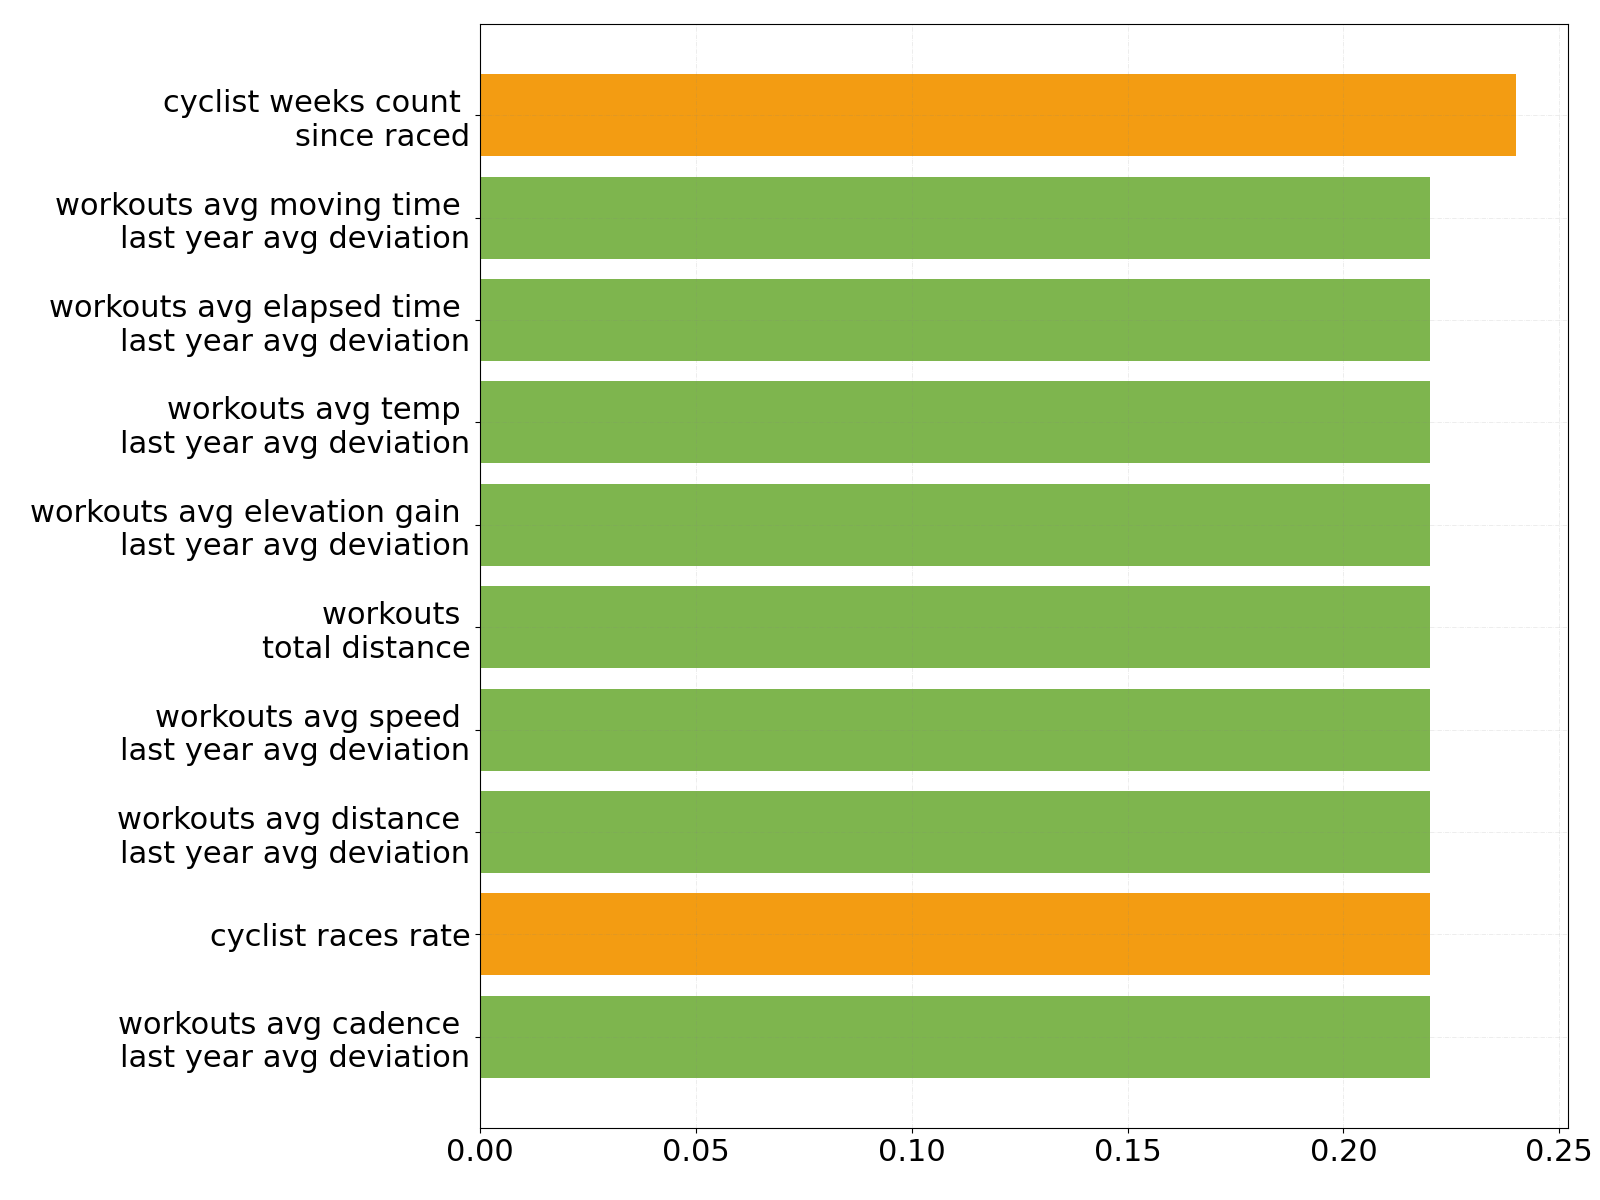 cyclist weeks count
since raced
workouts avg moving time
last year avg deviation
workouts avg elapsed time
last year avg deviation
workouts avg temp
last year avg deviation
workouts avg elevation gain
last year avg deviation
workouts
total distance
workouts avg speed
last year avg deviation
workouts avg distance
last year avg deviation
cyclist races rate
workouts avg cadence
last year avg deviation
0.00 0.05 0.10 0.15 0.20 0.25